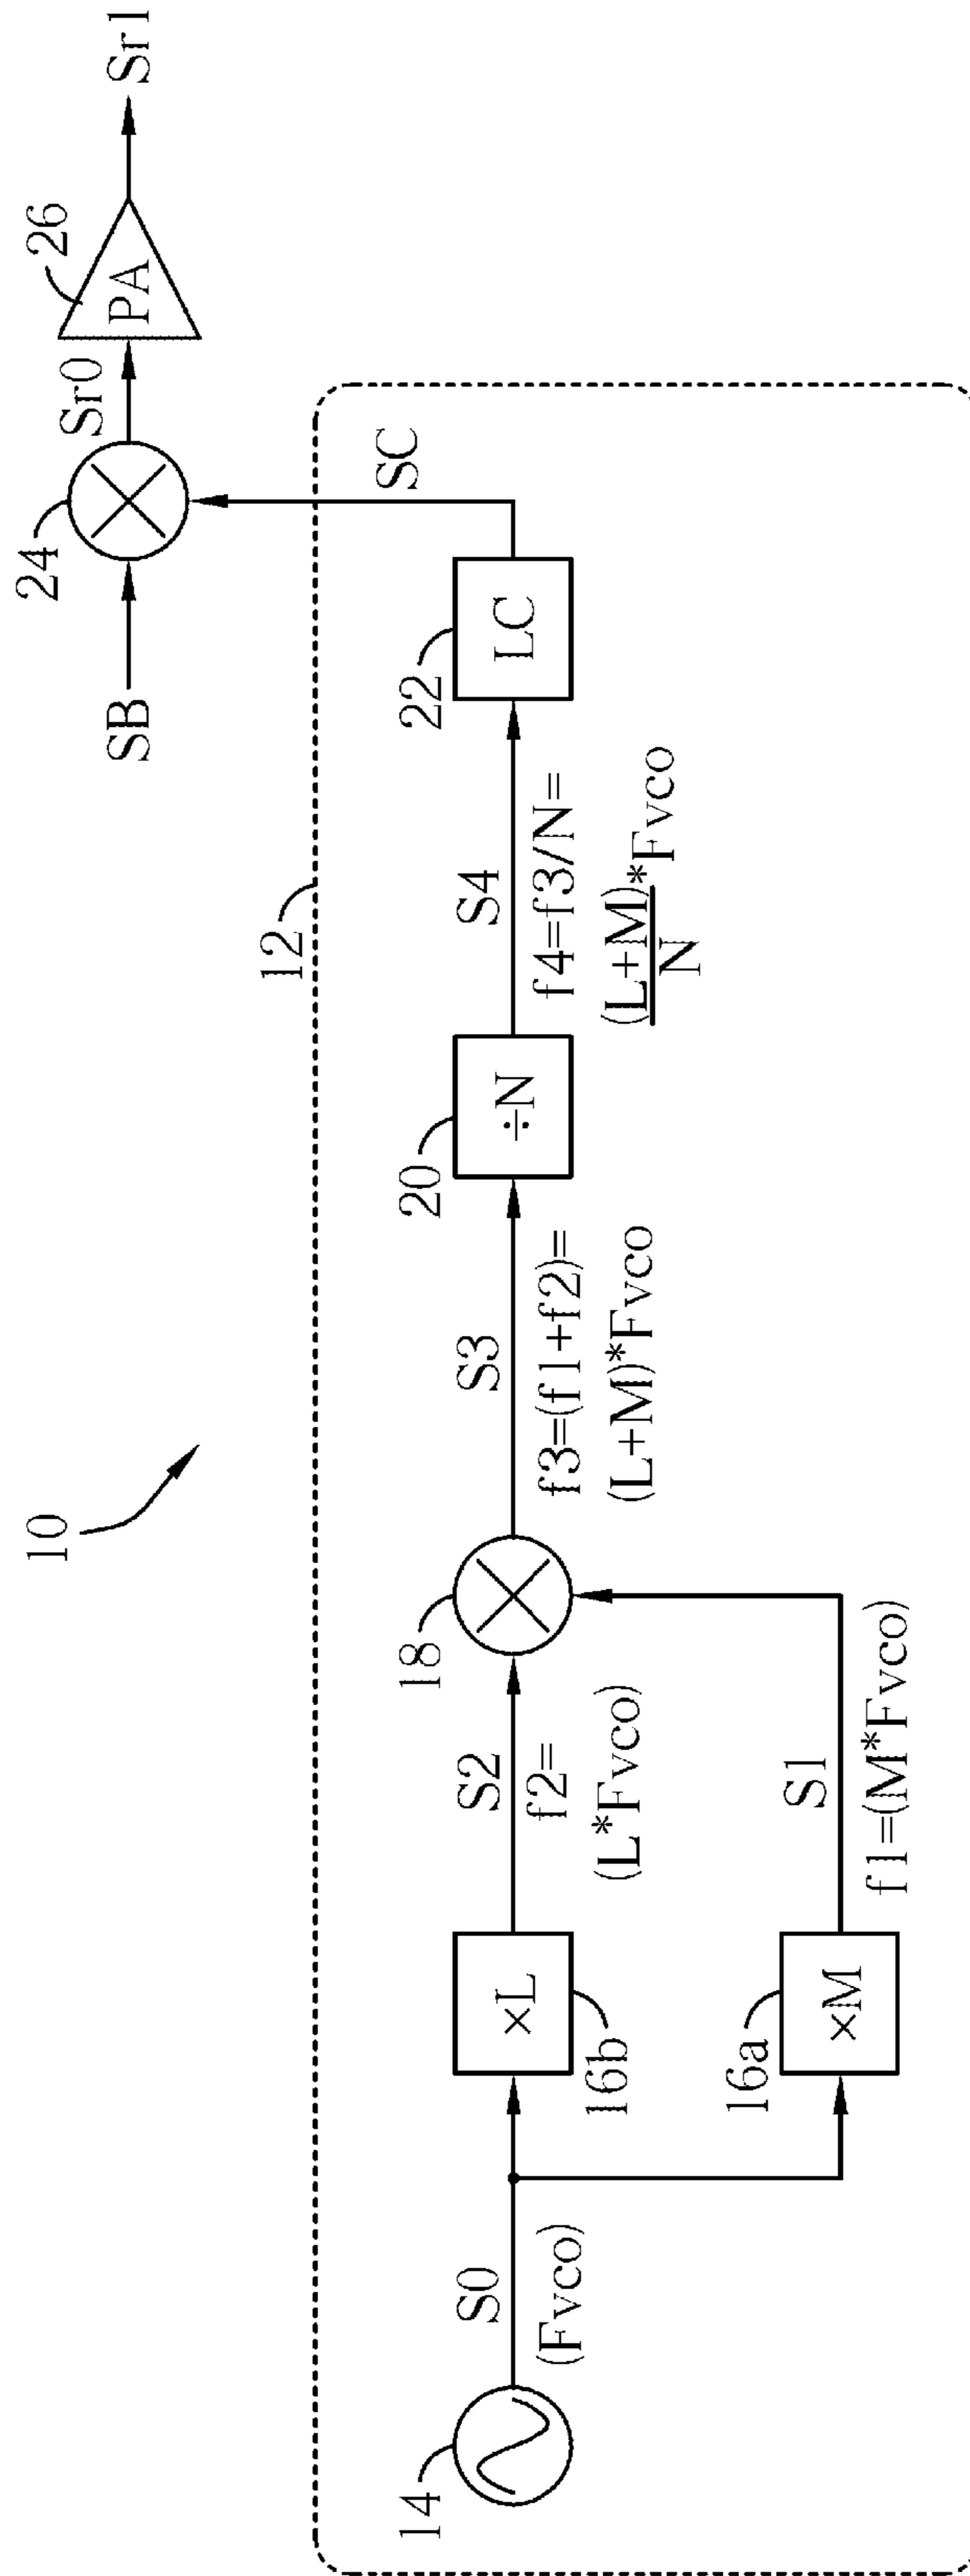 10
SB
24
Sr0
26
PA
Sr1
12
14
S0
(Fvco)
×L
16b
S2
f2=
(L*Fvco)
×M
16a
S1
f1=(M*Fvco)
18
S3
f3=(f1+f2)=
(L+M)*Fvco
20
÷N
S4
f4=f3/N=
(L+M)*Fvco
N
22
LC
SC